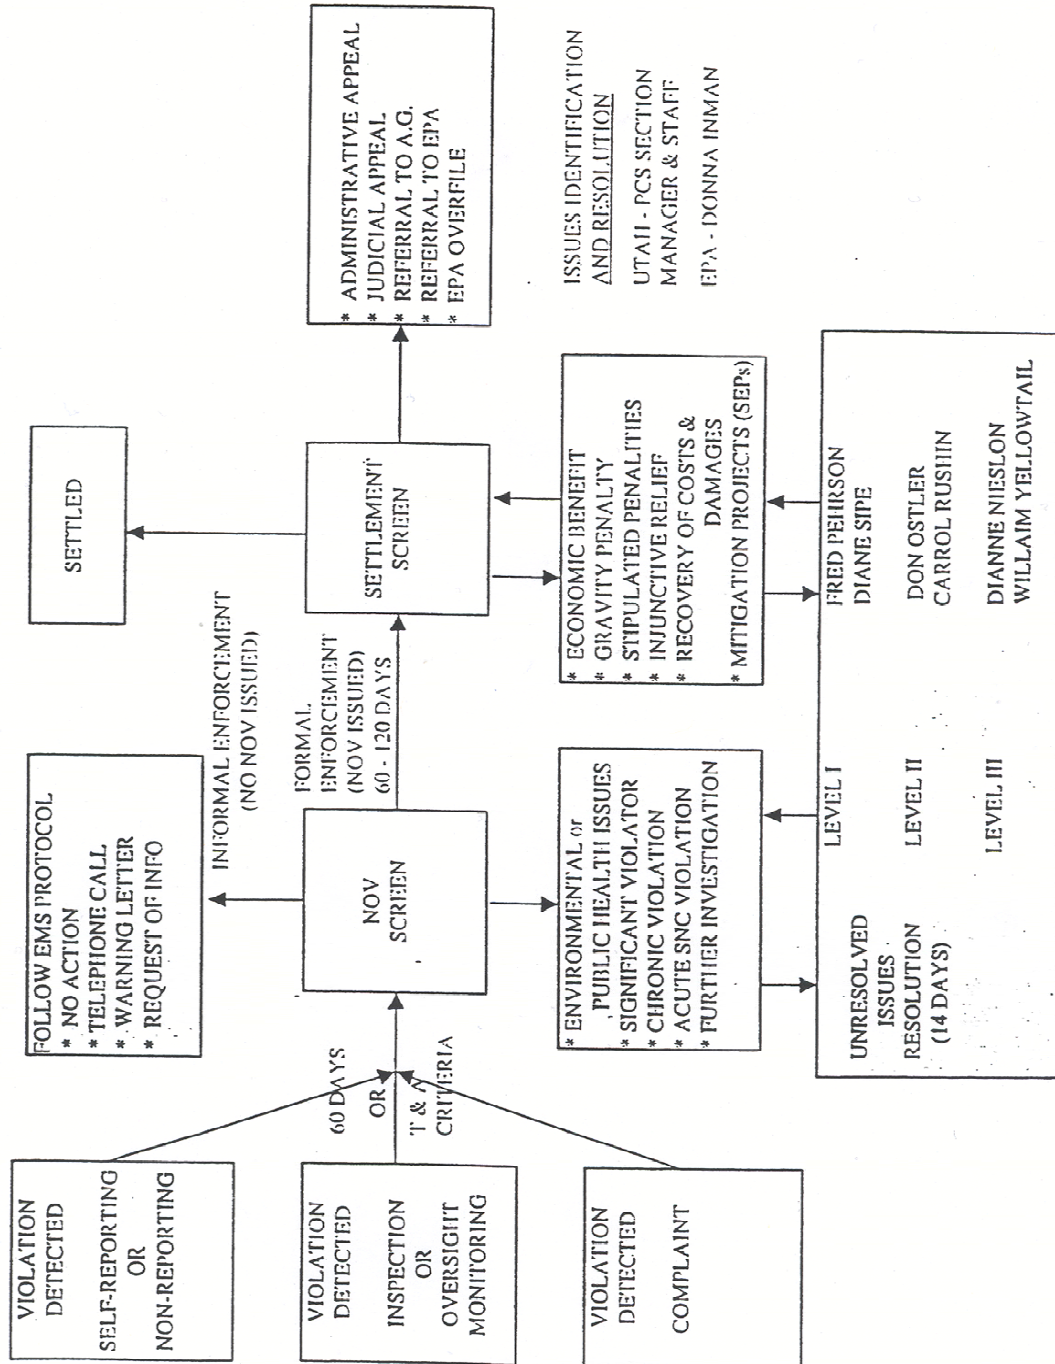 VIOLATION
DETECTED
SELF-REPORTING
OR
NON-REPORTING
VIOLATION
DETECTED
INSPECTION
OR
OVERSIGHT
MONITORING
VIOLATION
DETECTED
COMPLAINT
60 DAYS
OR
T & A
CRITERIA
FOLLOW EMS PROTOCOL
* NO ACTION
* TELEPHONE CALL
* WARNING LETTER
* REQUEST OF INFO
NOV
SCREEN
* ENVIRONMENTAL or
PUBLIC HEALTH ISSUES
* SIGNIFICANT VIOLATOR
* CHRONIC VIOLATION
* ACUTE SNC VIOLATION
* FURTHER INVESTIGATION
INFORMAL ENFORCEMENT
(NO NOV ISSUED)
FORMAL
ENFORCEMENT
(NOV ISSUED)
60 - 120 DAYS
SETTLED
SETTLEMENT
SCREEN
* ECONOMIC BENEFIT
* GRAVITY PENALTY
* STIPULATED PENALITIES
* INJUNCTIVE RELIEF
* RECOVERY OF COSTS &
DAMAGES
* MITIGATION PROJECTS (SEPs)
* ADMINISTRATIVE APPEAL
* JUDICIAL APPEAL
* REFERRAL TO A.G.
* REFERRAL TO EPA
* EPA OVERFILE
ISSUES IDENTIFICATION
AND RESOLUTION
UTAH - PCS SECTION
MANAGER & STAFF
EPA - DONNA INMAN
UNRESOLVED
ISSUES
RESOLUTION
(14 DAYS)
LEVEL I
FRED PEHRSON
DIANE SIPE
LEVEL II
DON OSTLER
CARROL RUSHIN
LEVEL III
DIANNE NIESLON
WILLAIM YELLOWTAIL